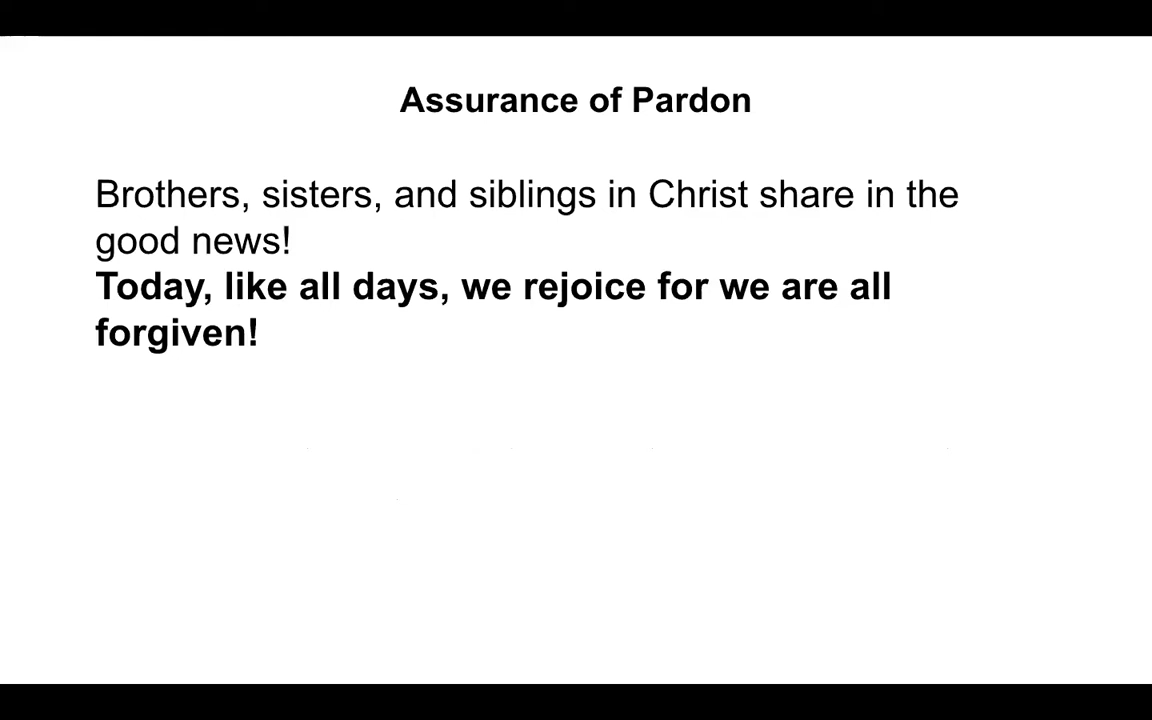 Assurance of Pardon
Brothers, sisters, and siblings in Christ share in the
good news!
Today, like all days, we rejoice for we are all
forgiven!